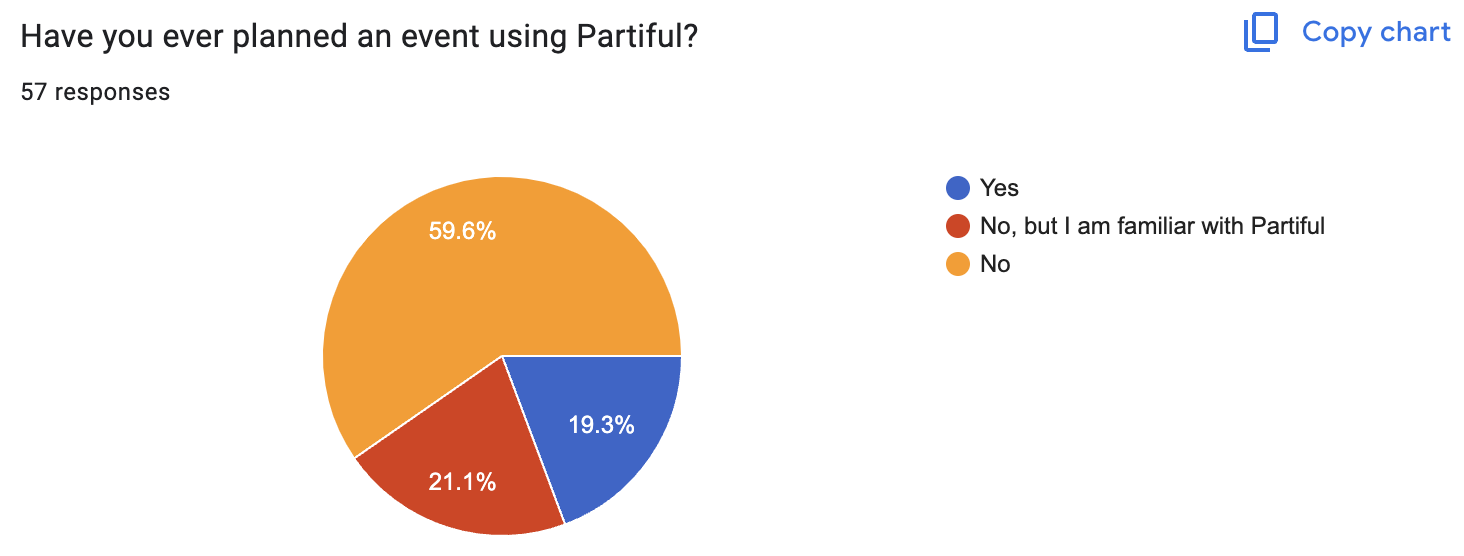 Have you ever planned an event using Partiful?
Copy chart
57 responses
Yes
No, but I am familiar with Partiful
No
59.6%
19.3%
21.1%